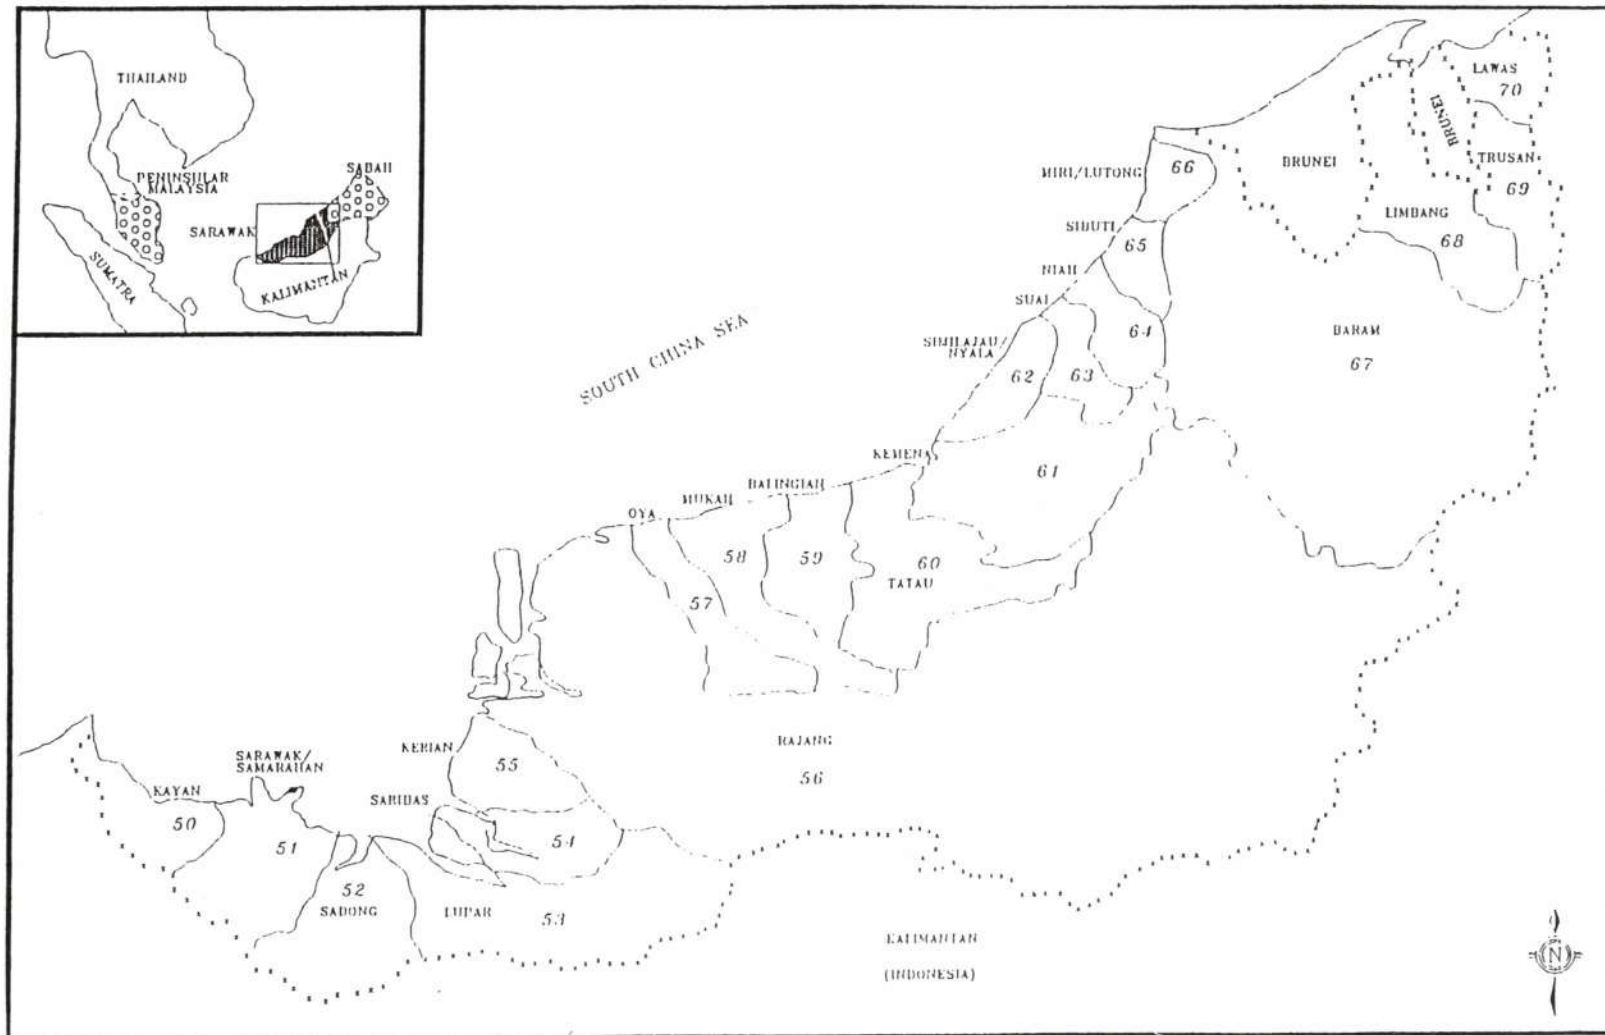 THAILAND
PENINSULAR
MALAYSIA
SABAH
SARAWAK
SUMATRA
KALIMANTAN
SOUTH CHINA SEA
LAWAS
70
BRUNEI
BRUNEI
TRUSAN
69
LIMBANG
68
MIRI/LUTONG
66
SIBUTI
65
NIAH
64
SUAI
63
SIMILAJAU/
NYALA
62
BARAM
67
KEMENA
61
BALINGIAN
59
MUKAH
58
OYA
57
60
TATAU
RAJANG
56
KERIAN
55
SARIBAS
54
SARAWAK/
SAMARAHAN
51
KAYAN
50
52
SADONG
LUPAR
53
KALIMANTAN
(INDONESIA)
N